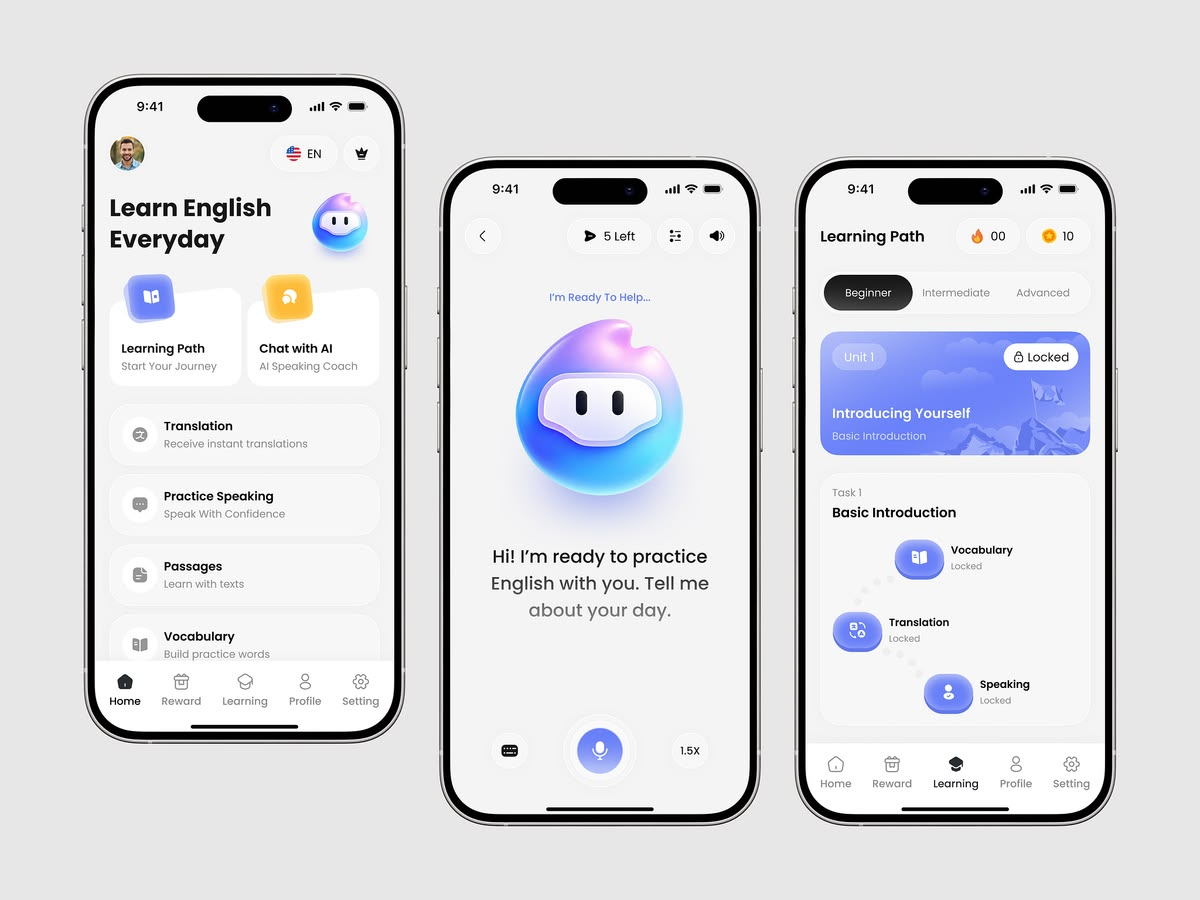 9:41
EN
Learn English
Everyday
Learning Path
Start Your Journey
Chat with AI
AI Speaking Coach
Translation
Receive instant translations
Practice Speaking
Speak With Confidence
Passages
Learn with texts
Vocabulary
Build practice words
Home
Reward
Learning
Profile
Setting
9:41
5 Left
I'm Ready To Help...
Hi! I'm ready to practice
English with you. Tell me
about your day.
1.5X
9:41
Learning Path
00
10
Beginner
Intermediate
Advanced
Unit 1
Locked
Introducing Yourself
Basic Introduction
Task 1
Basic Introduction
Vocabulary
Locked
Translation
Locked
Speaking
Locked
Home
Reward
Learning
Profile
Setting